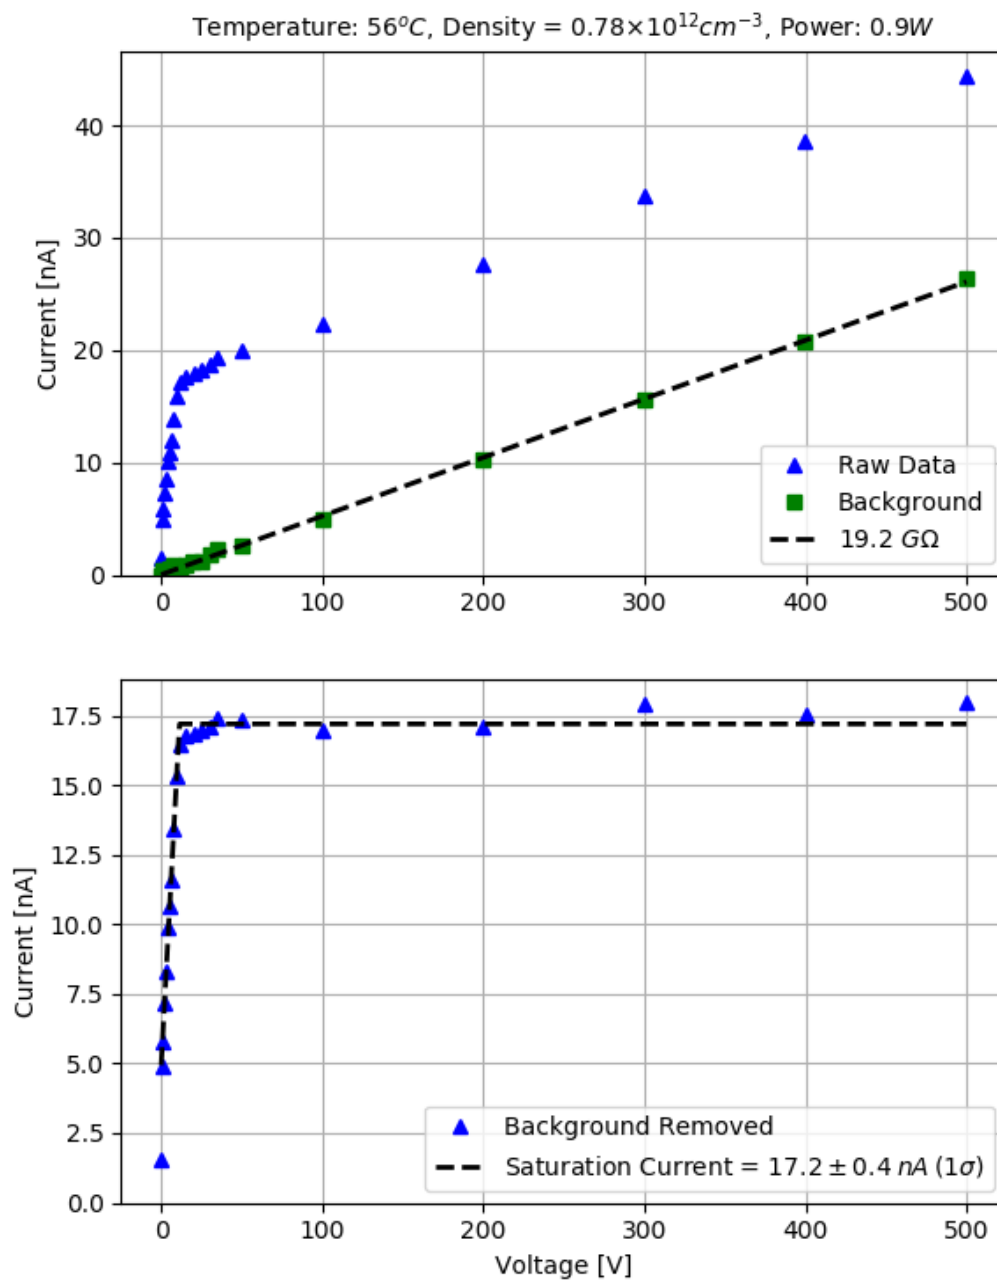 Temperature: 56°C, Density = 0.78×10¹²cm⁻³, Power: 0.9W
Current [nA]
40
30
20
10
0
0 100 200 300 400 500
Raw Data
Background
19.2 GΩ
Current [nA]
17.5
15.0
12.5
10.0
7.5
5.0
2.5
0.0
Background Removed
Saturation Current = 17.2 ± 0.4 nA (1σ)
0 100 200 300 400 500
Voltage [V]